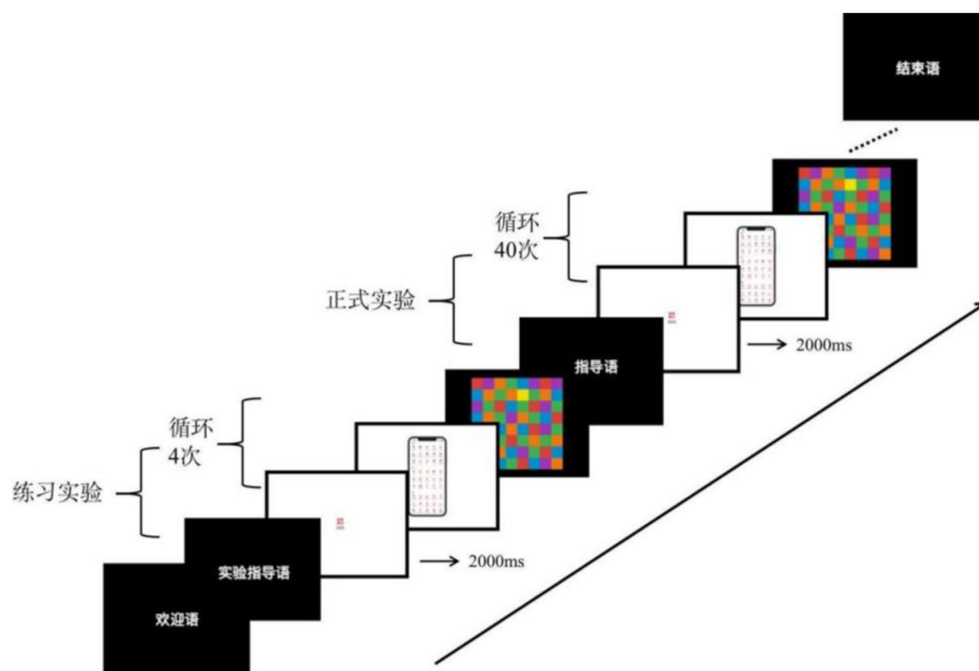 结束语
循环
40次
正式实验
2000ms
指导语
循环
4次
练习实验
2000ms
实验指导语
欢迎语